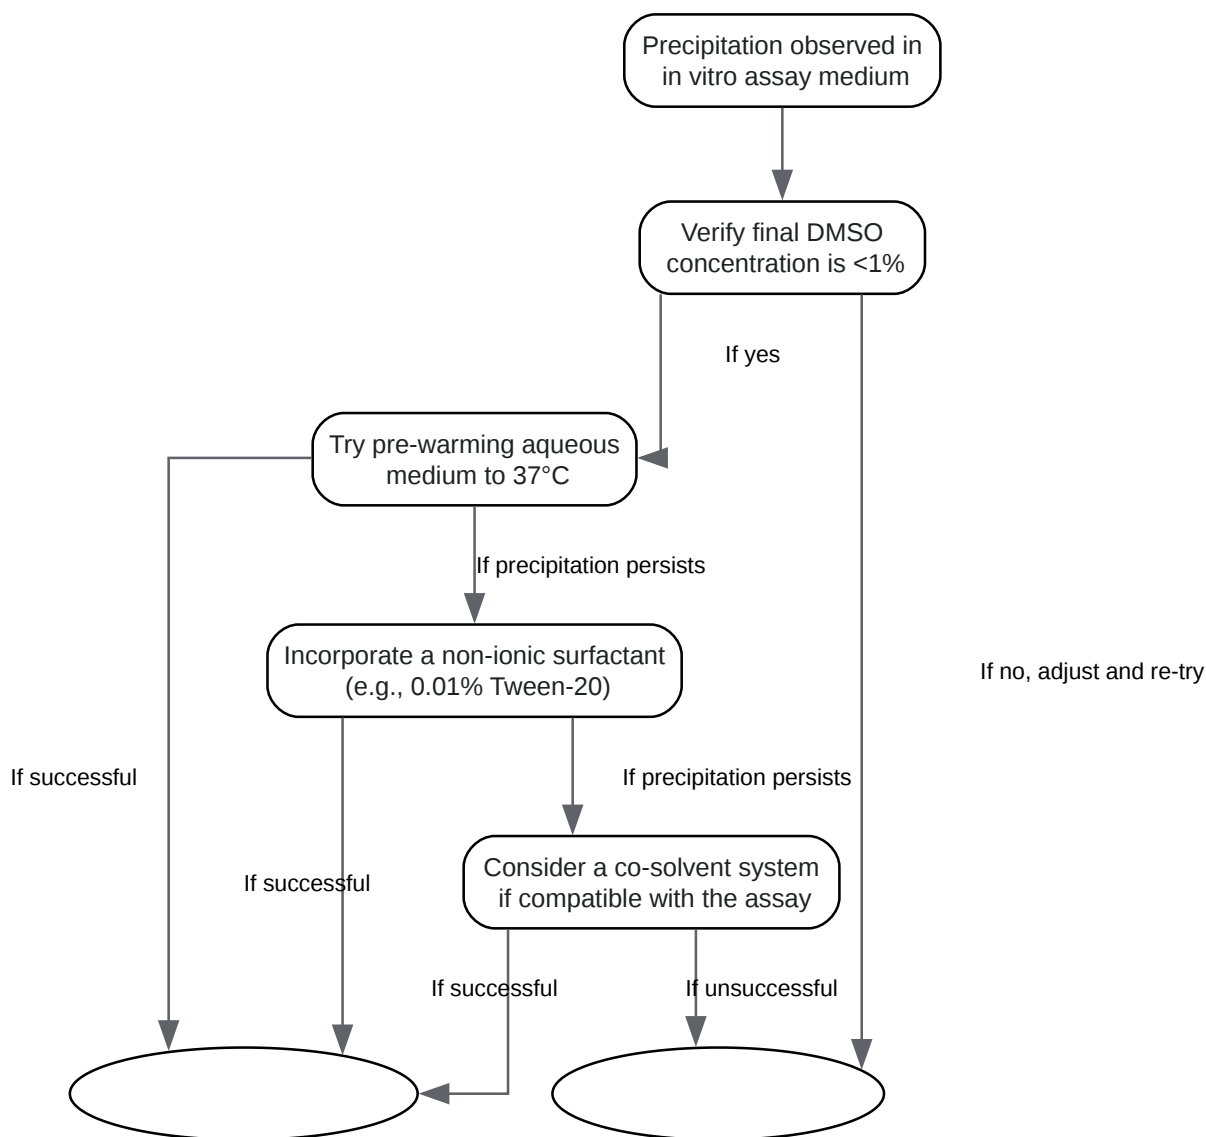 Precipitation observed in
in vitro assay medium
Verify final DMSO
concentration is <1%
If yes
Try pre-warming aqueous
medium to 37°C
If precipitation persists
Incorporate a non-ionic surfactant
(e.g., 0.01% Tween-20)
If no, adjust and re-try
If successful
If precipitation persists
Consider a co-solvent system
if compatible with the assay
If successful
If successful
If unsuccessful